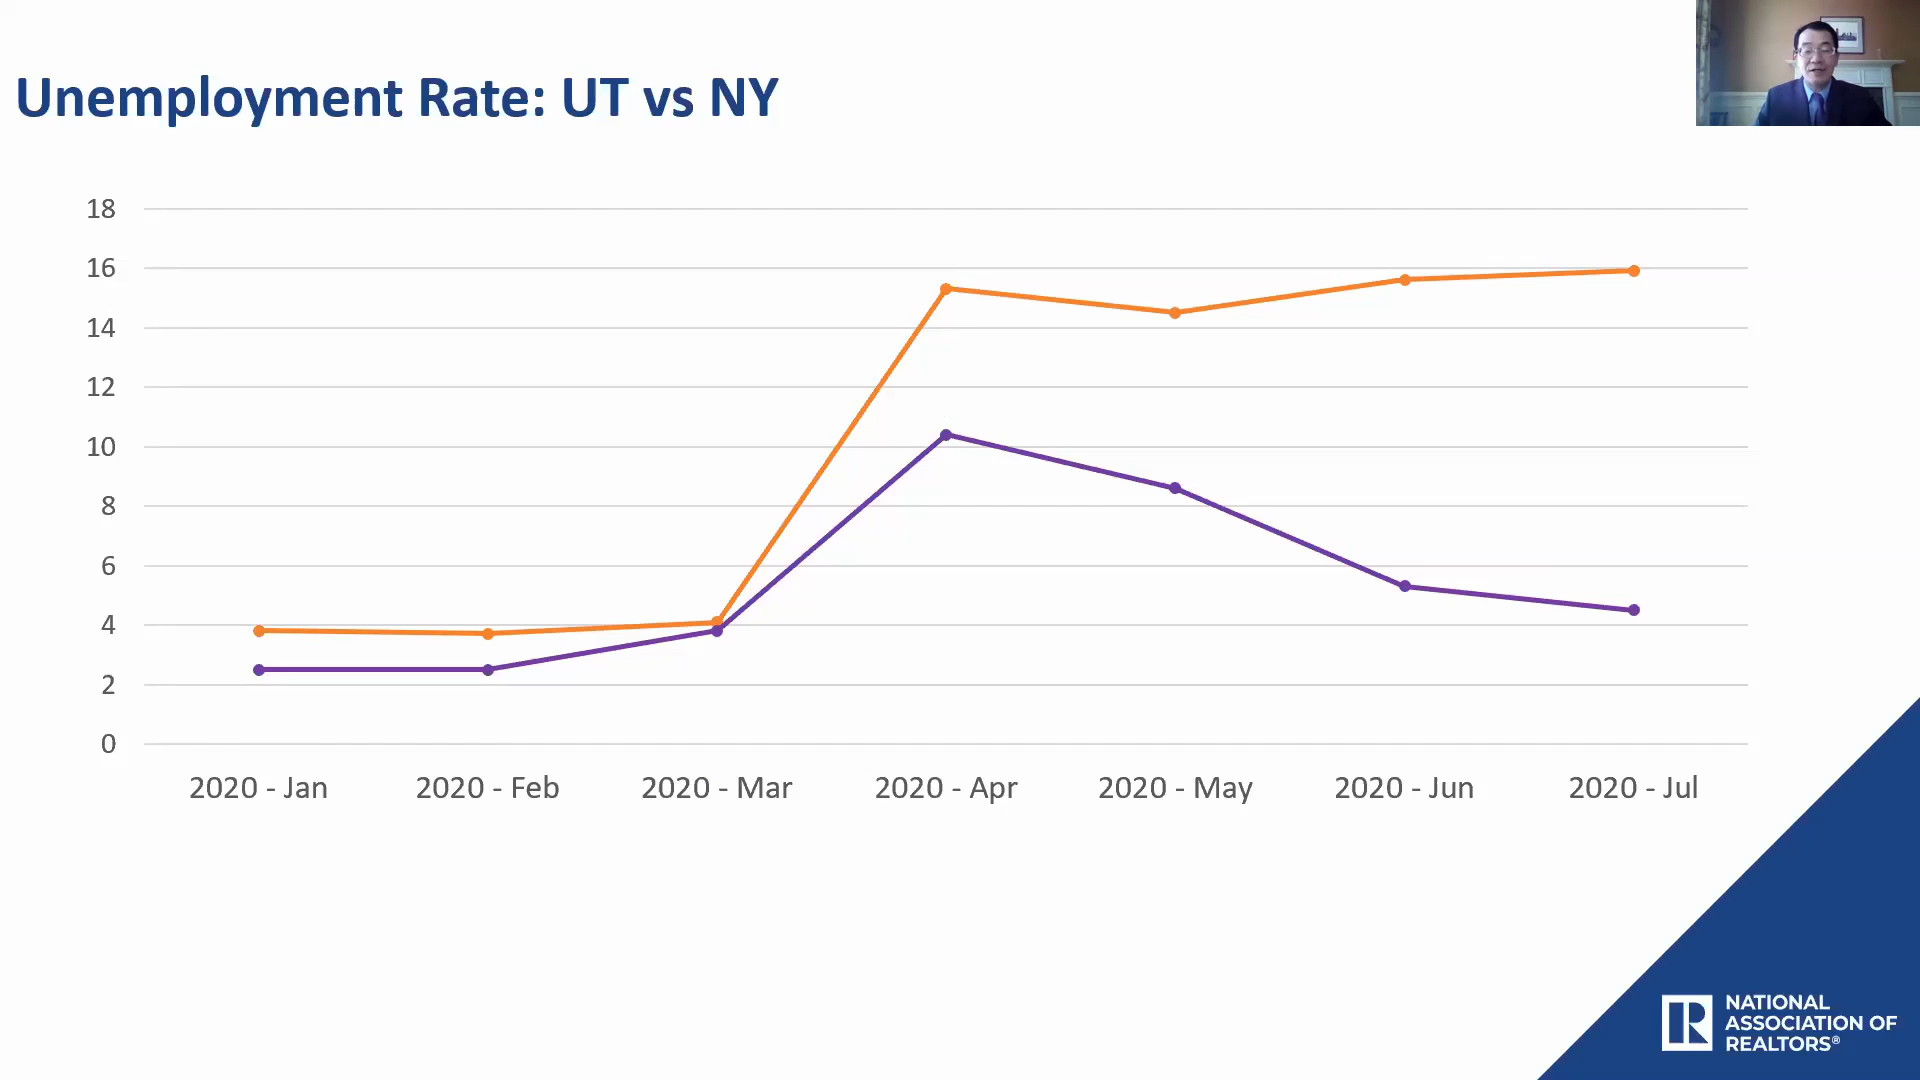 Unemployment Rate: UT vs NY
18
16
14
12
10
8
6
4
2
0
2020 - Jan 2020 - Feb 2020 - Mar 2020 - Apr 2020 - May 2020 - Jun 2020 - Jul
NATIONAL
ASSOCIATION OF
REALTORS®